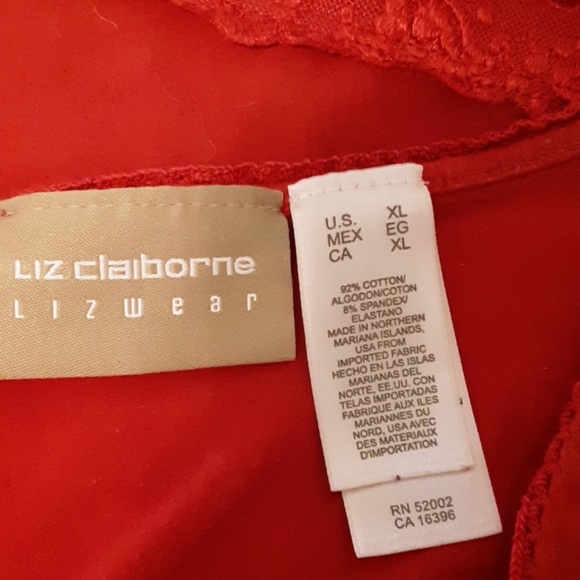 Liz claiborne
LIZWEAR
U.S. XL
MEX EG
CA XL
92% COTTON/
ALGODON/COTON
8% SPANDEX/
ELASTANO
MADE IN NORTHERN
MARIANA ISLANDS,
USA FROM
IMPORTED FABRIC
HECHO EN LAS ISLAS
MARIANAS DEL
NORTE, EE.UU. CON
TELAS IMPORTADAS
FABRIQUE AUX ILES
MARIANNES DU
NORD, USA AVEC
DES MATERIAUX
D'IMPORTATION
RN 52002
CA 16396